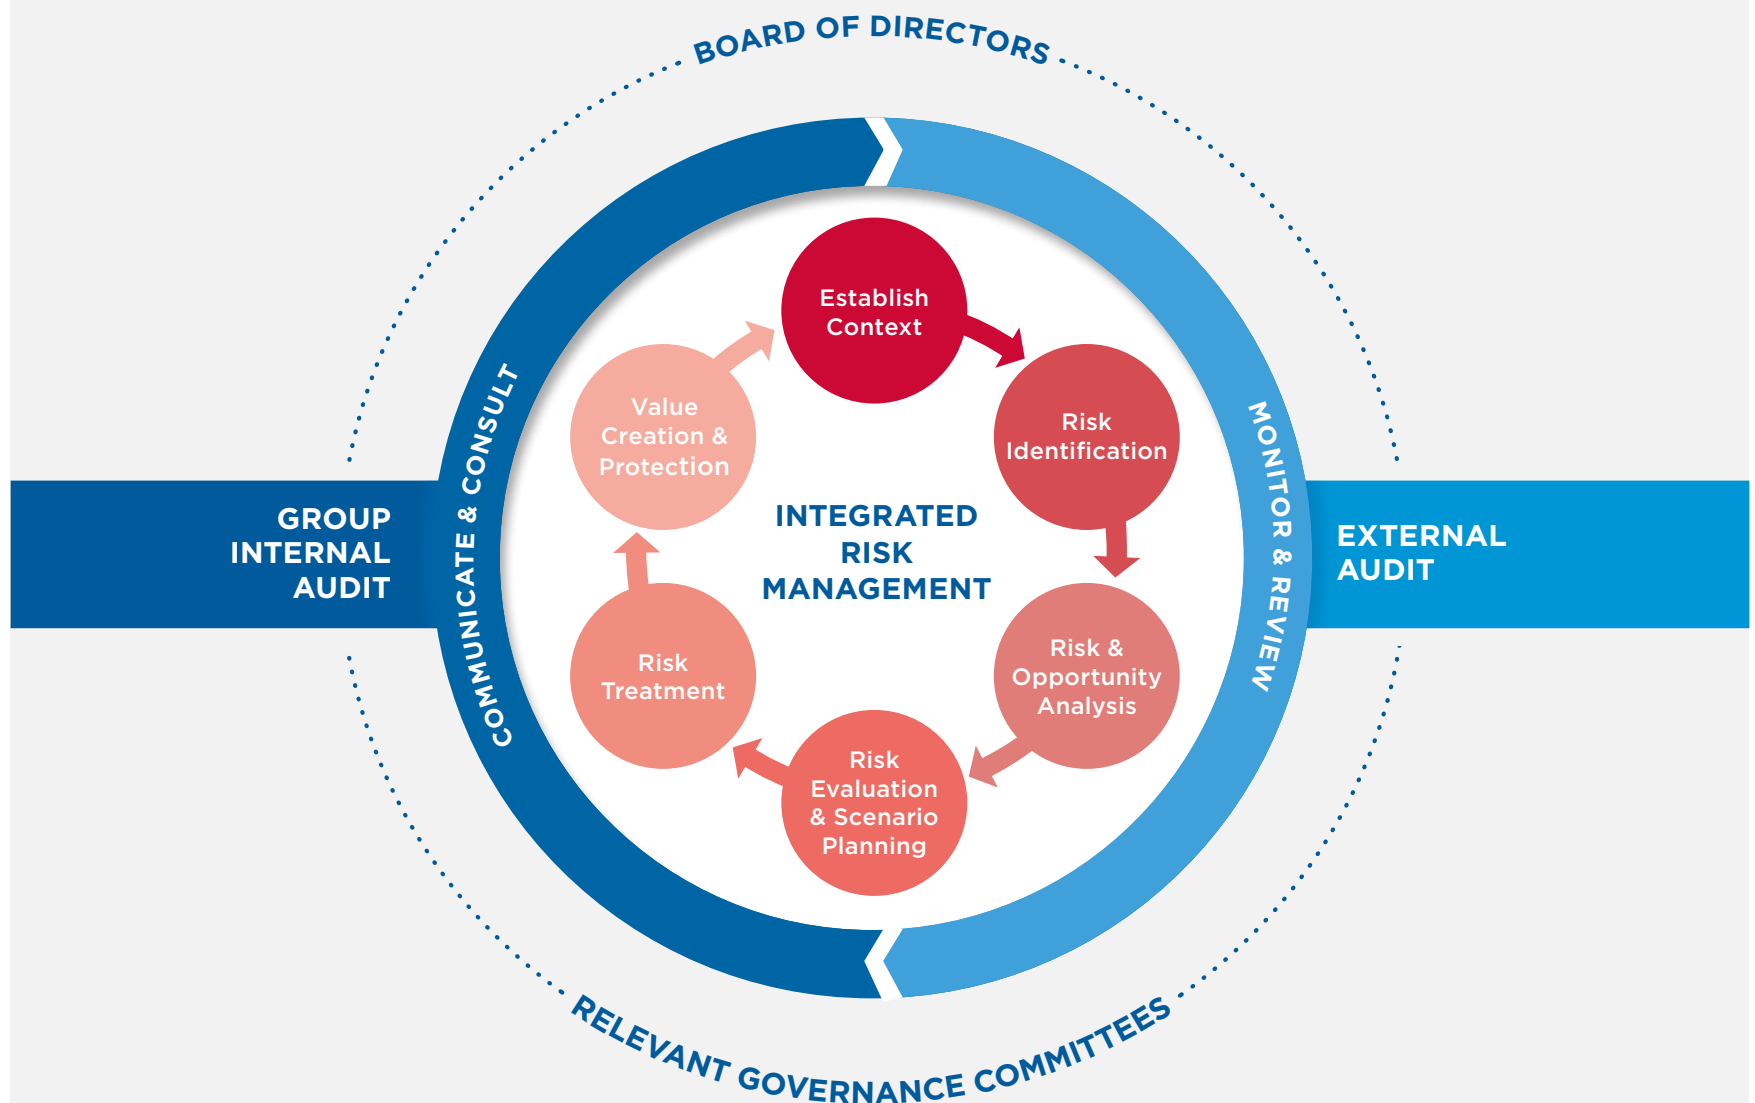 BOARD OF DIRECTORS
Establish
Context
Value
Creation &
Protection
Risk
Identification
COMMUNICATE & CONSULT
MONITOR & REVIEW
GROUP
INTERNAL
AUDIT
INTEGRATED
RISK
MANAGEMENT
EXTERNAL
AUDIT
Risk
Treatment
Risk &
Opportunity
Analysis
Risk
Evaluation
& Scenario
Planning
RELEVANT GOVERNANCE COMMITTEES